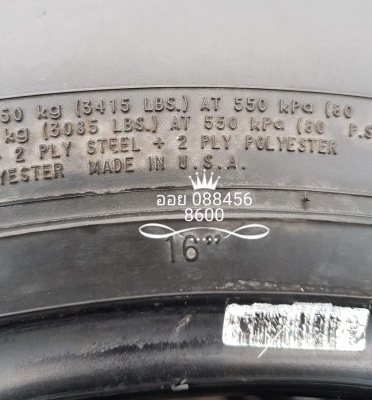 50 kg (3415 LBS.) AT 550 kPa (80
kg (3085 LBS.) AT 550 kPa (80 P.S
2 PLY STEEL + 2 PLY POLYESTER
YESTER MADE IN U.S.A.
ออย 088456
8600
16"